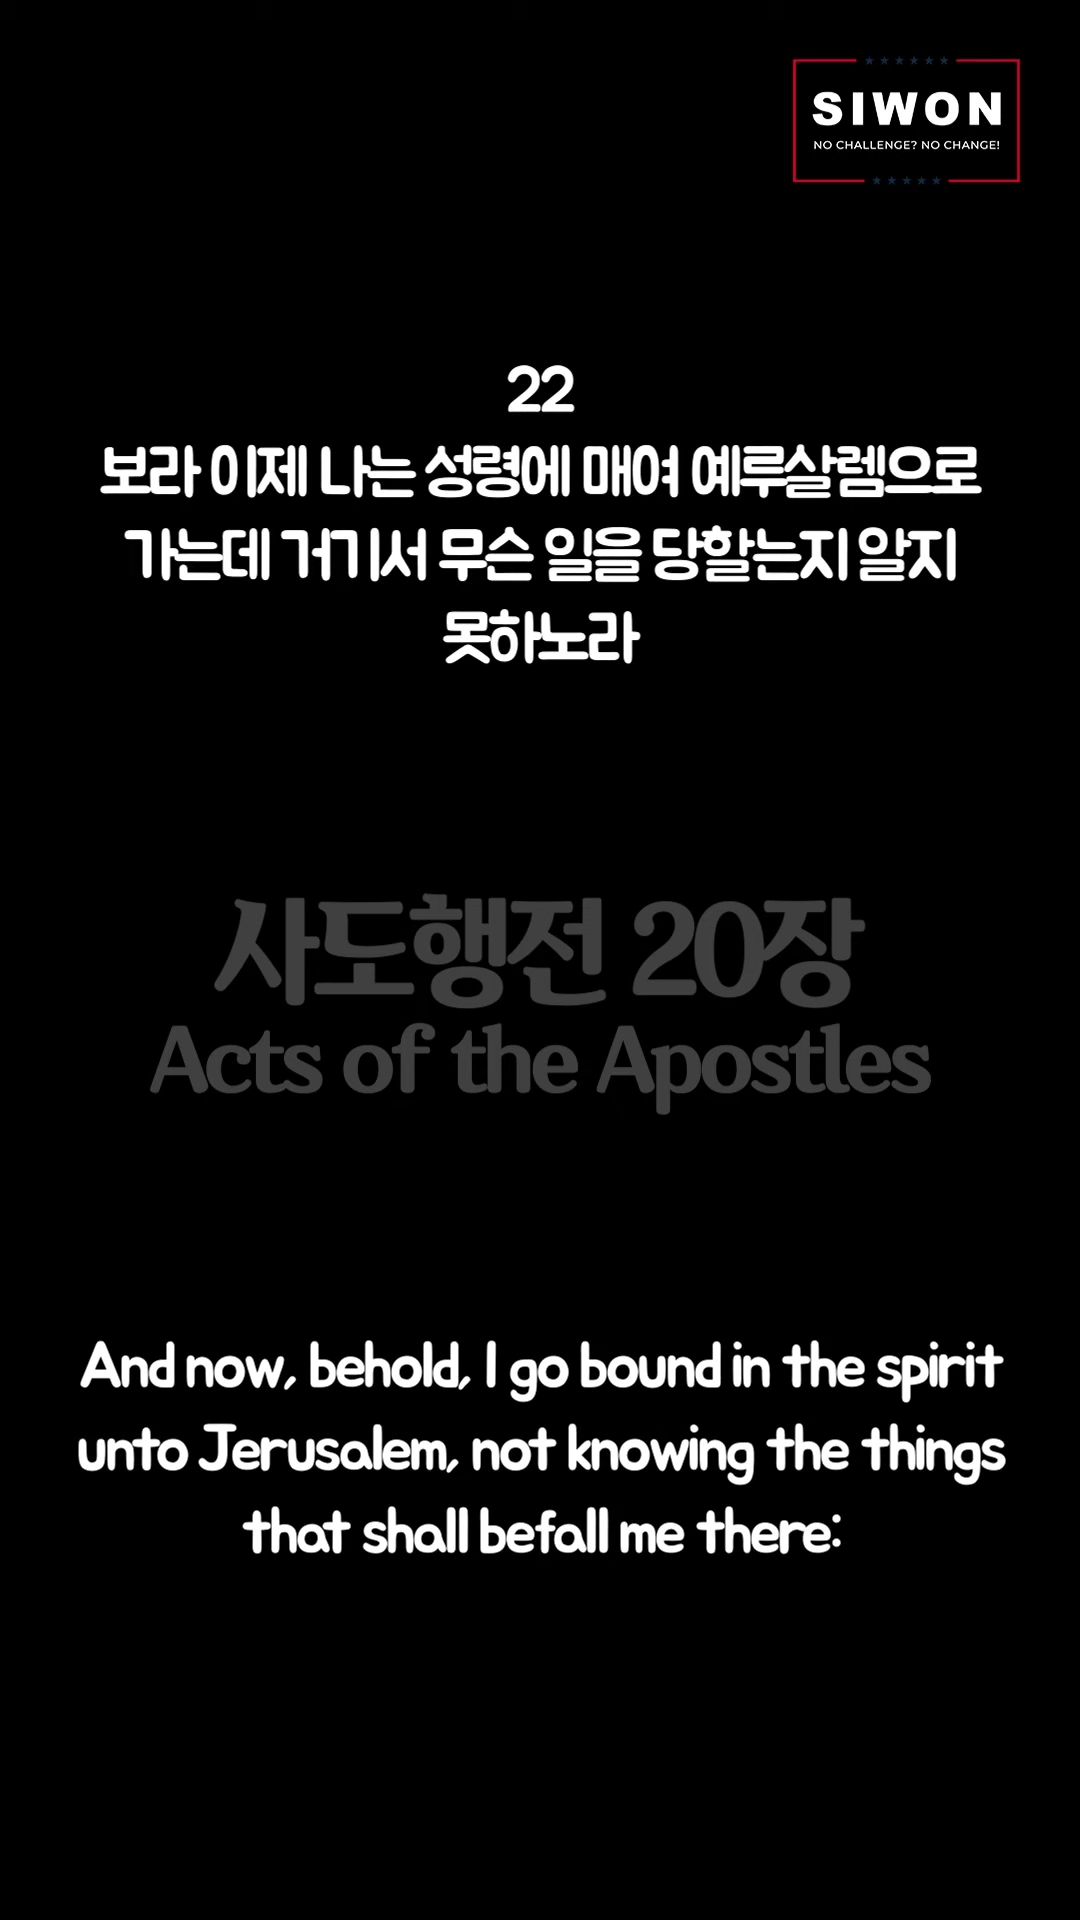 SIWON
NO CHALLENGE? NO CHANGE!
22
보라 이제 나는 성령에 매여 예루살렘으로
가는데 거기서 무슨 일을 당할는지 알지
못하노라
사도행전 20장
Acts of the Apostles
And now, behold, I go bound in the spirit
unto Jerusalem, not knowing the things
that shall befall me there: